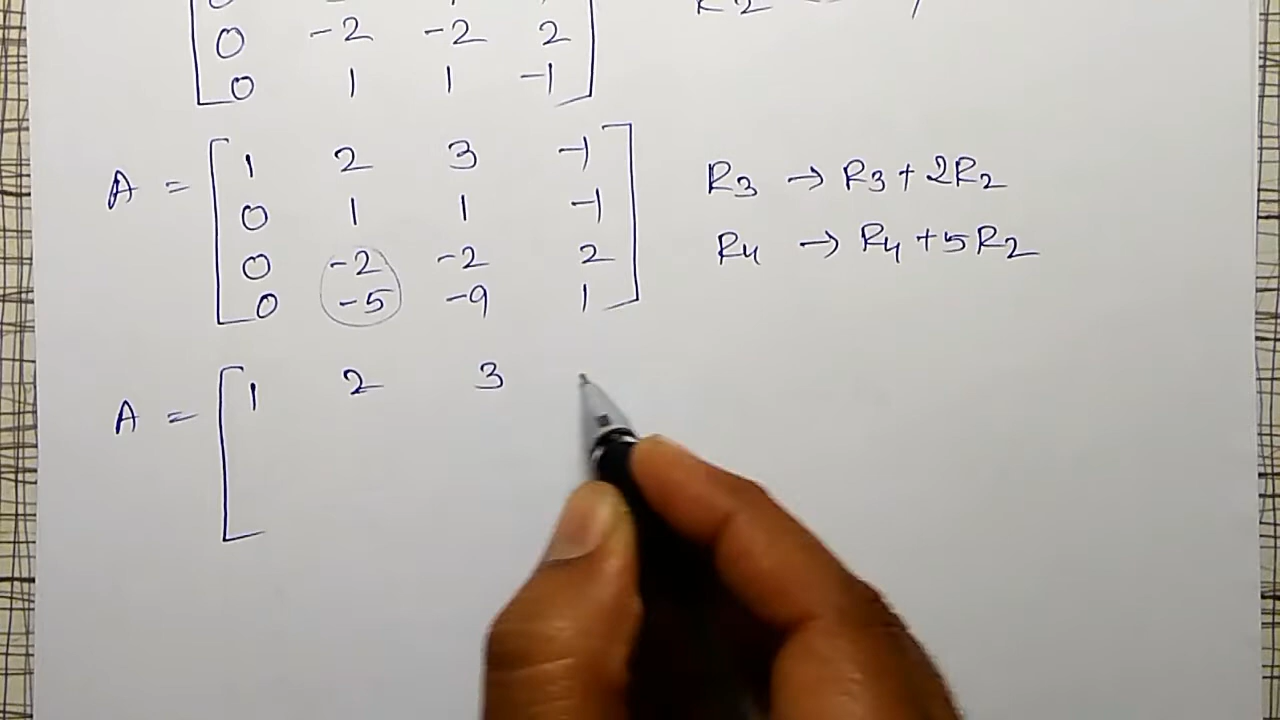 R2
0 -2 -2 2
0 1 1 -1
A = 1 2 3 -1
0 1 1 -1
0 -2 -2 2
0 -5 -9 1
R3 → R3 + 2R2
R4 → R4 + 5R2
A = 1 2 3